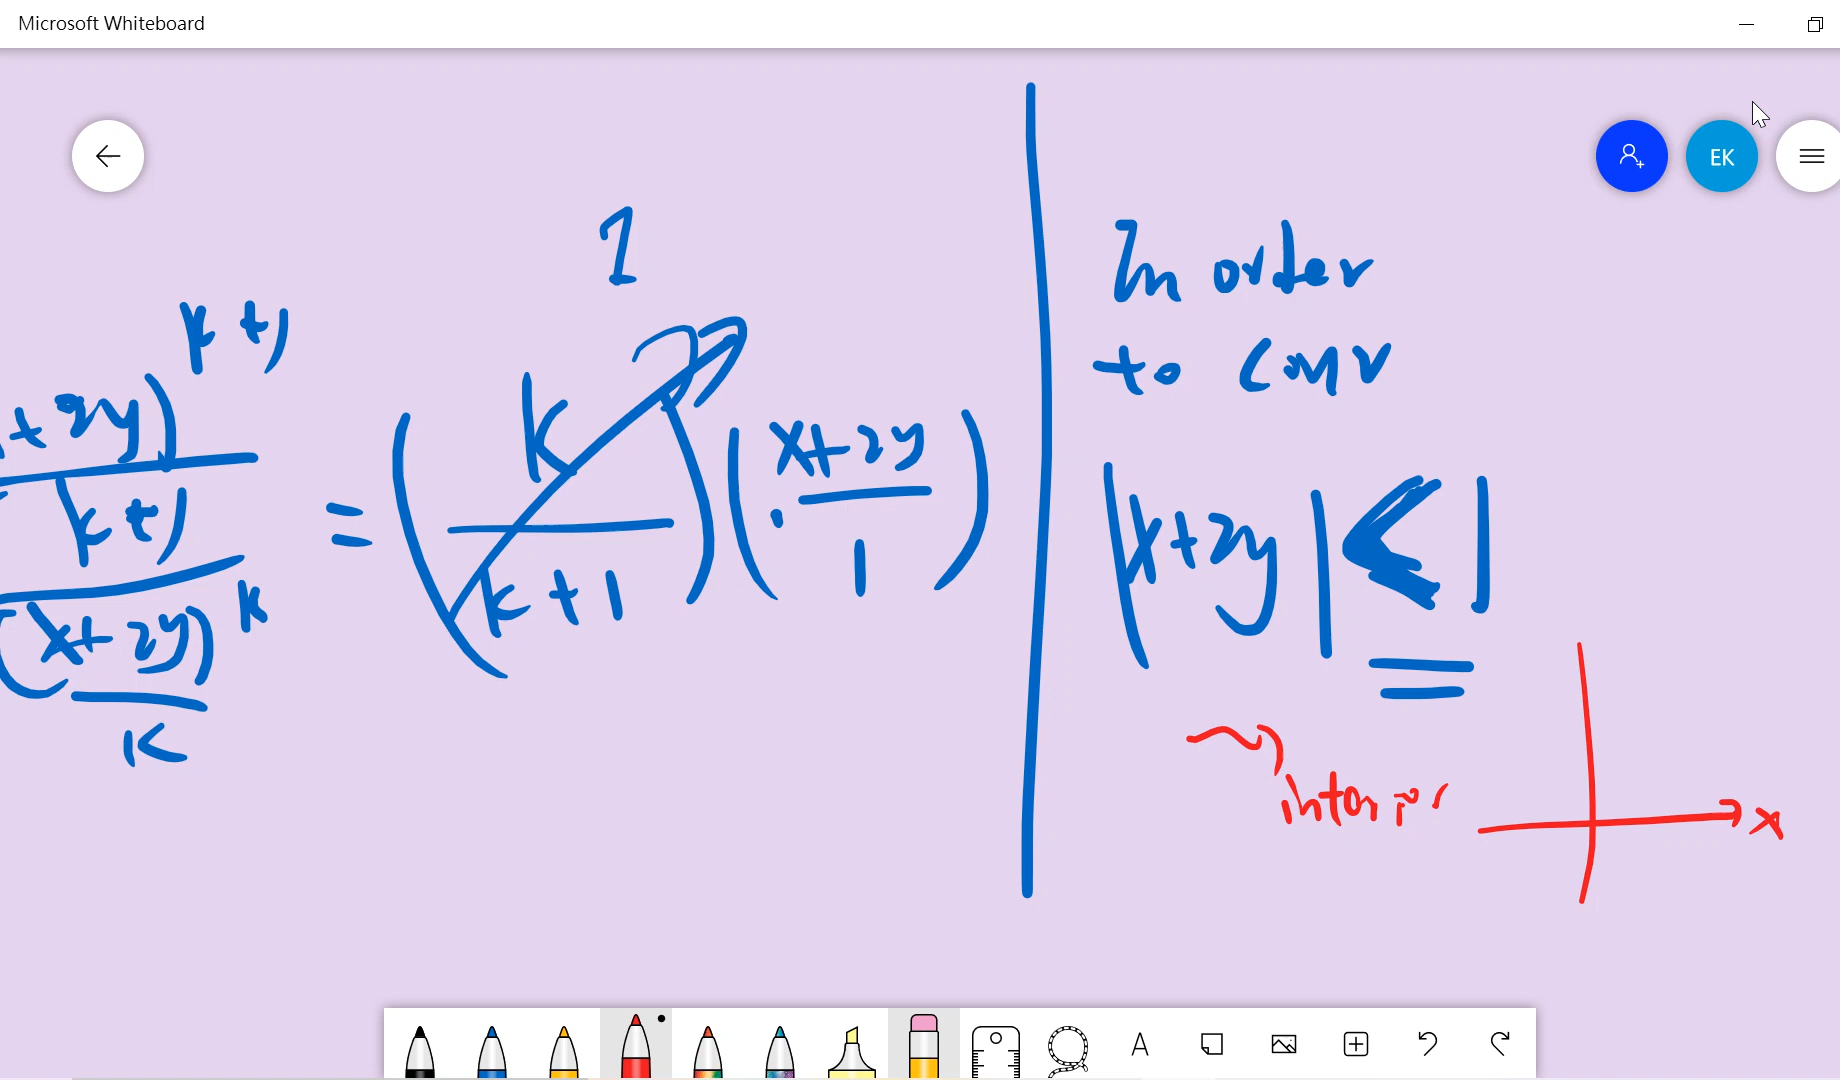 Microsoft Whiteboard
EK
1
k+1
+2y)
k+1
(x+2y)^k
k
= (k / k+1) (x+2y / 1)
In order
to conv
|x+2y| < 1
interior
x
A